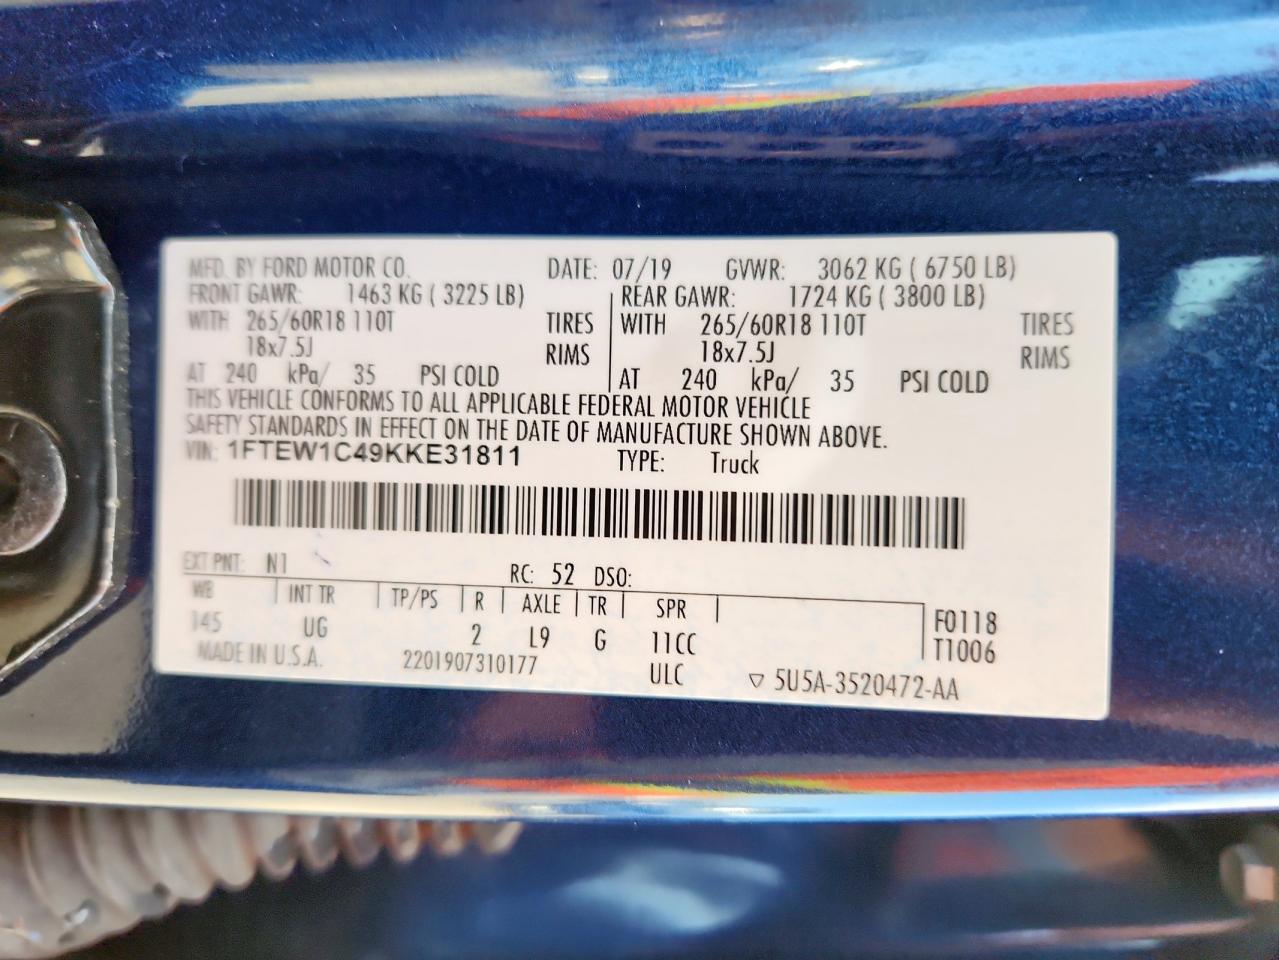 MFD. BY FORD MOTOR CO. DATE: 07/19 GVWR: 3062 KG ( 6750 LB)
FRONT GAWR: 1463 KG ( 3225 LB) REAR GAWR: 1724 KG ( 3800 LB)
WITH 265/60R18 110T TIRES WITH 265/60R18 110T TIRES
18x7.5J RIMS 18x7.5J RIMS
AT 240 kPa/ 35 PSI COLD AT 240 kPa/ 35 PSI COLD
THIS VEHICLE CONFORMS TO ALL APPLICABLE FEDERAL MOTOR VEHICLE
SAFETY STANDARDS IN EFFECT ON THE DATE OF MANUFACTURE SHOWN ABOVE.
VIN: 1FTEW1C49KKE31811 TYPE: Truck
EXT PNT: N1 RC: 52 DSO:
WB INT TR TP/PS R AXLE TR SPR F0118
145 UG 2 L9 G 11CC T1006
MADE IN U.S.A. 2201907310177 ULC ▽ 5U5A-3520472-AA